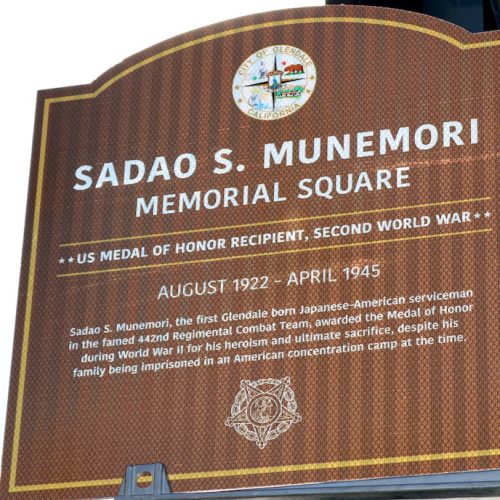 CITY OF GLENDALE
CALIFORNIA
SADAO S. MUNEMORI
MEMORIAL SQUARE
★★US MEDAL OF HONOR RECIPIENT, SECOND WORLD WAR★★
AUGUST 1922 - APRIL 1945
Sadao S. Munemori, the first Glendale born Japanese-American serviceman
in the famed 442nd Regimental Combat Team, awarded the Medal of Honor
during World War II for his heroism and ultimate sacrifice, despite his
family being imprisoned in an American concentration camp at the time.